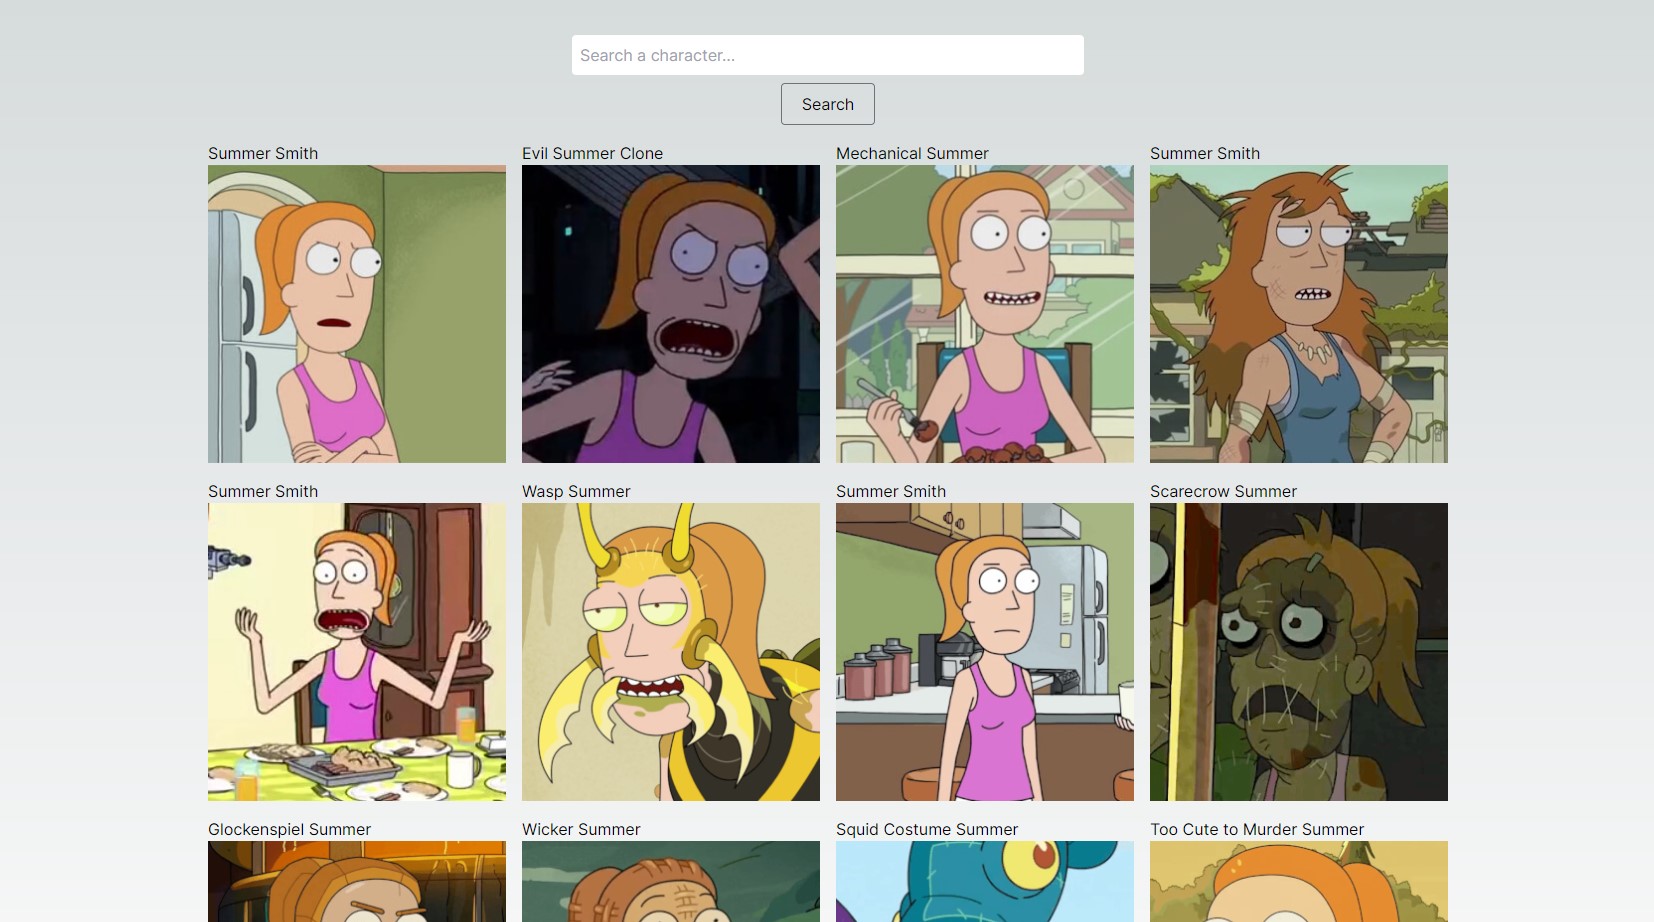 Search a character...
Search
Summer Smith
Evil Summer Clone
Mechanical Summer
Summer Smith
Summer Smith
Wasp Summer
Summer Smith
Scarecrow Summer
Glockenspiel Summer
Wicker Summer
Squid Costume Summer
Too Cute to Murder Summer